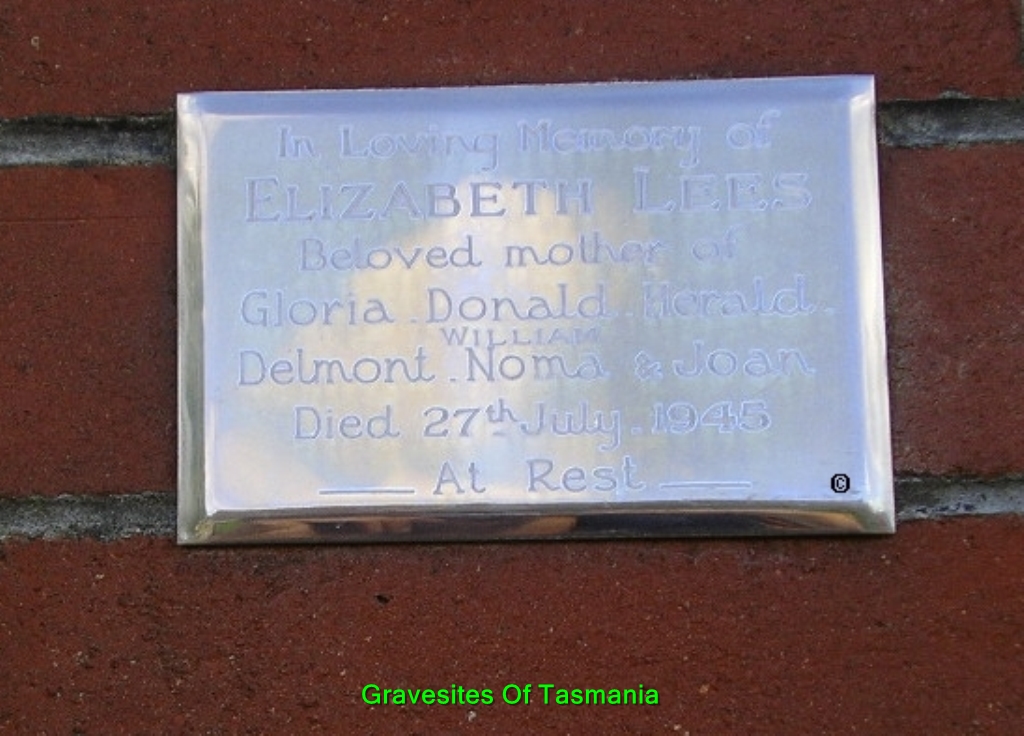 In Loving Memory of
ELIZABETH LEES
Beloved mother of
Gloria. Donald. Herald.
WILLIAM
Delmont. Noma & Joan
Died 27th July. 1945
At Rest
©
Gravesites Of Tasmania